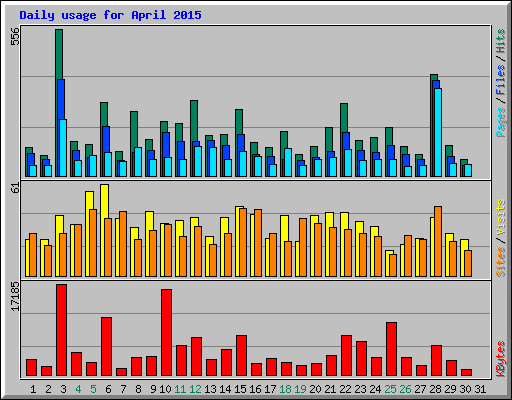 Daily usage for April 2015
556
Pages / Files / Hits
61
Sites / Visits
17185
KBytes
1 2 3 4 5 6 7 8 9 10 11 12 13 14 15 16 17 18 19 20 21 22 23 24 25 26 27 28 29 30 31